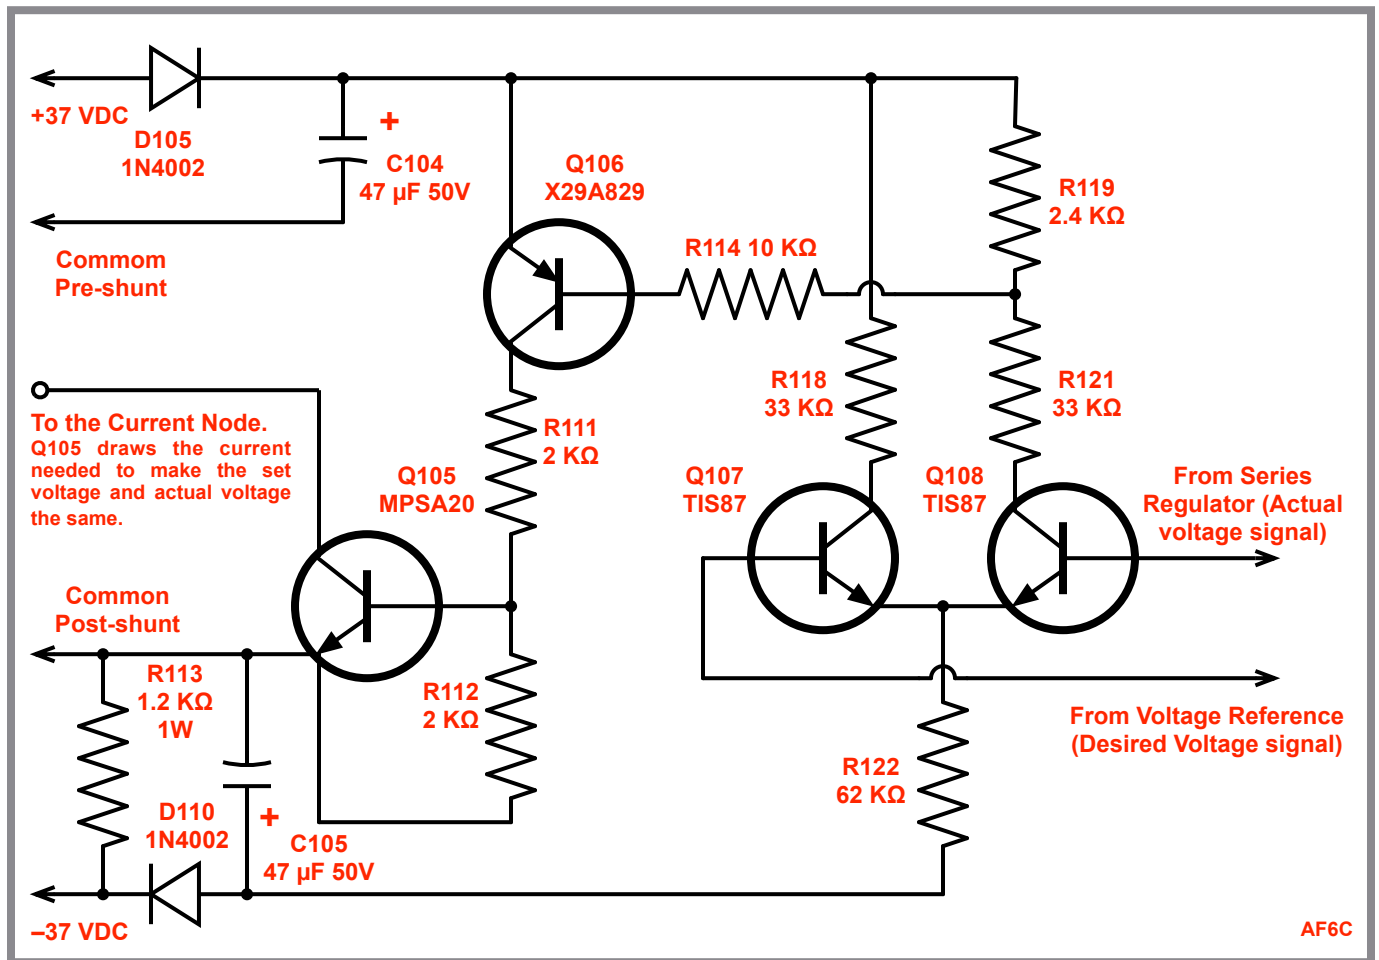 +37 VDC
D105
1N4002
+
C104
47 µF 50V
Commom
Pre-shunt
Q106
X29A829
R114 10 KΩ
R119
2.4 KΩ
R118
33 KΩ
R121
33 KΩ
To the Current Node.
Q105 draws the current
needed to make the set
voltage and actual voltage
the same.
R111
2 KΩ
Q105
MPSA20
Q107
TIS87
Q108
TIS87
From Series
Regulator (Actual
voltage signal)
Common
Post-shunt
R113
1.2 KΩ
1W
R112
2 KΩ
From Voltage Reference
(Desired Voltage signal)
R122
62 KΩ
D110
1N4002
+
C105
47 µF 50V
–37 VDC
AF6C